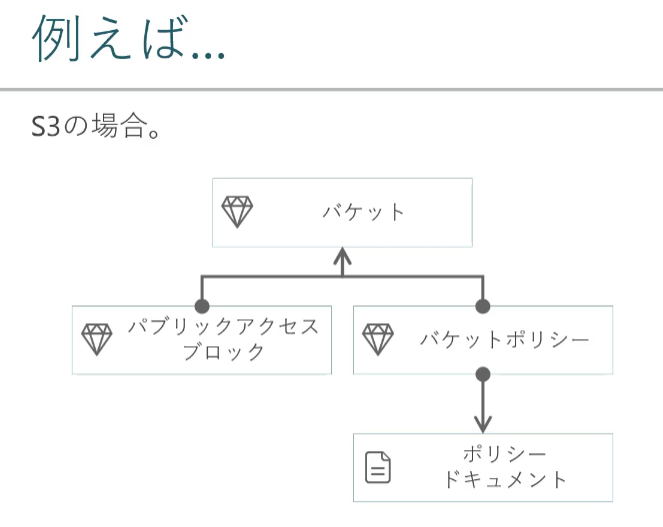 例えば...
S3の場合。
バケット
パブリックアクセス
ブロック
バケットポリシー
ポリシー
ドキュメント